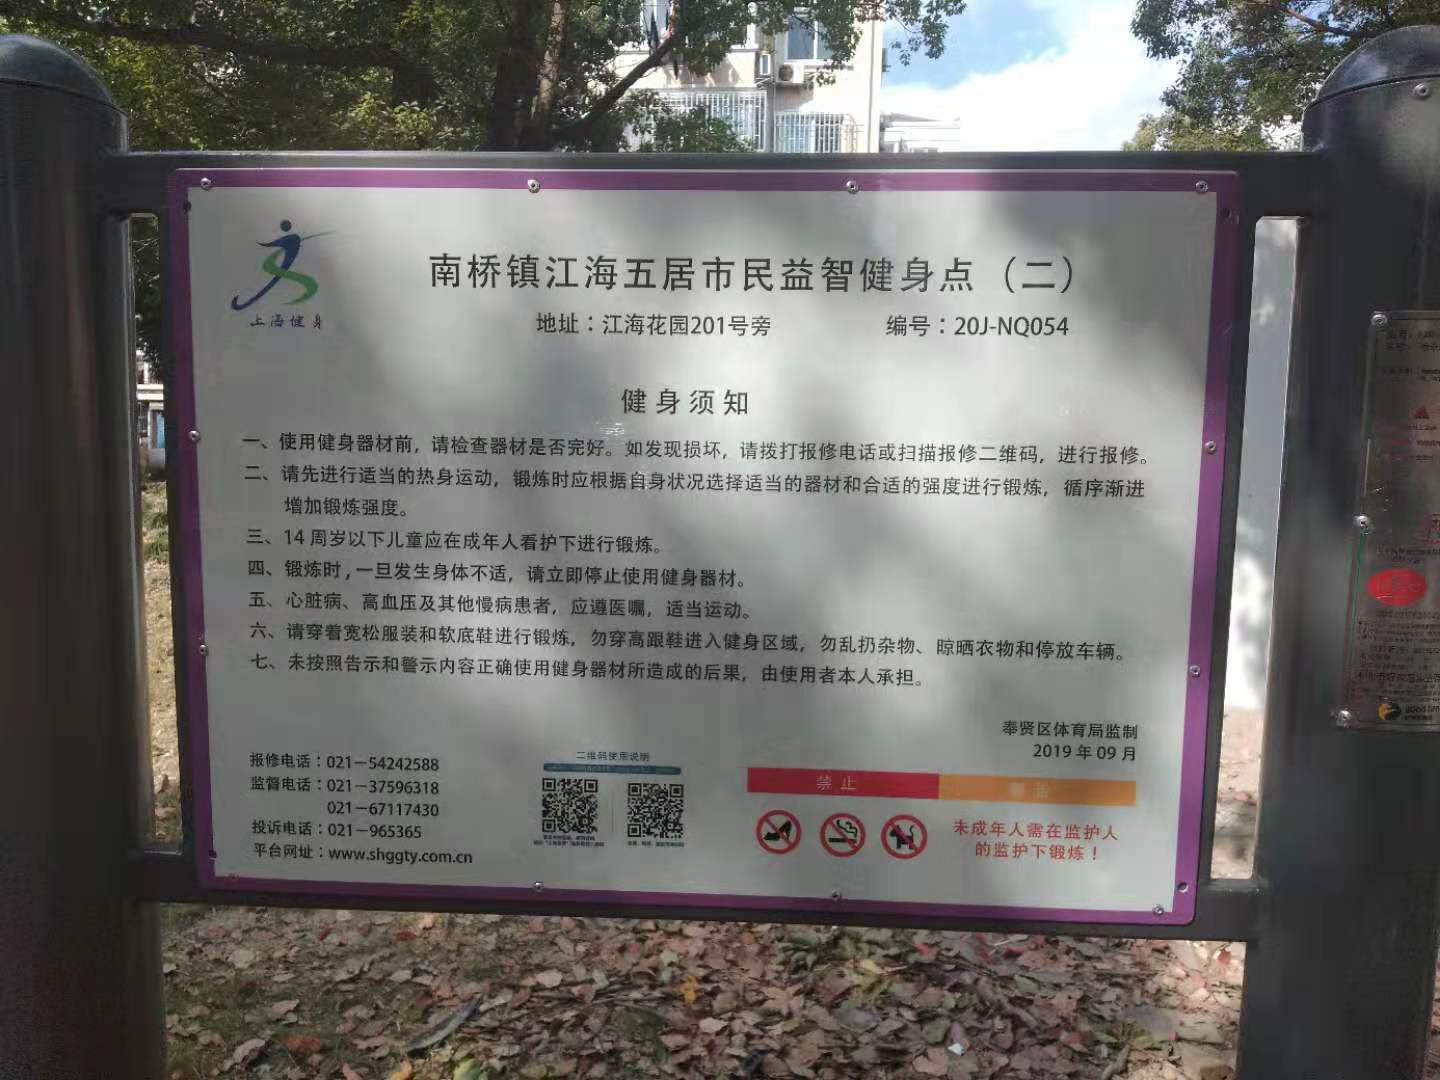 上海健身
南桥镇江海五居市民益智健身点（二）
地址：江海花园201号旁
编号：20J-NQ054
健身须知
一、使用健身器材前，请检查器材是否完好。如发现损坏，请拨打报修电话或扫描报修二维码，进行报修。
二、请先进行适当的热身运动，锻炼时应根据自身状况选择适当的器材和合适的强度进行锻炼，循序渐进
增加锻炼强度。
三、14周岁以下儿童应在成年人看护下进行锻炼。
四、锻炼时，一旦发生身体不适，请立即停止使用健身器材。
五、心脏病、高血压及其他慢病患者，应遵医嘱，适当运动。
六、请穿着宽松服装和软底鞋进行锻炼，勿穿高跟鞋进入健身区域，勿乱扔杂物、晾晒衣物和停放车辆。
七、未按照告示和警示内容正确使用健身器材所造成的后果，由使用者本人承担。
奉贤区体育局监制
2019年09月
报修电话：021－54242588
监督电话：021－37596318
021－67117430
投诉电话：021－965365
平台网址：www.shggty.com.cn
二维码使用说明
禁止
未成年人需在监护人
的监护下锻炼！